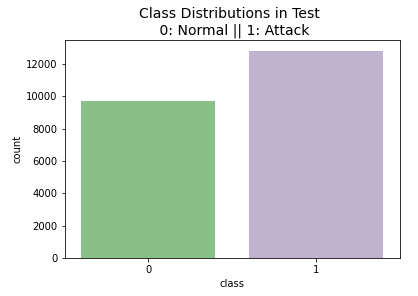 Class Distributions in Test
0: Normal || 1: Attack
12000
10000
8000
6000
4000
2000
0
count
0 1
class